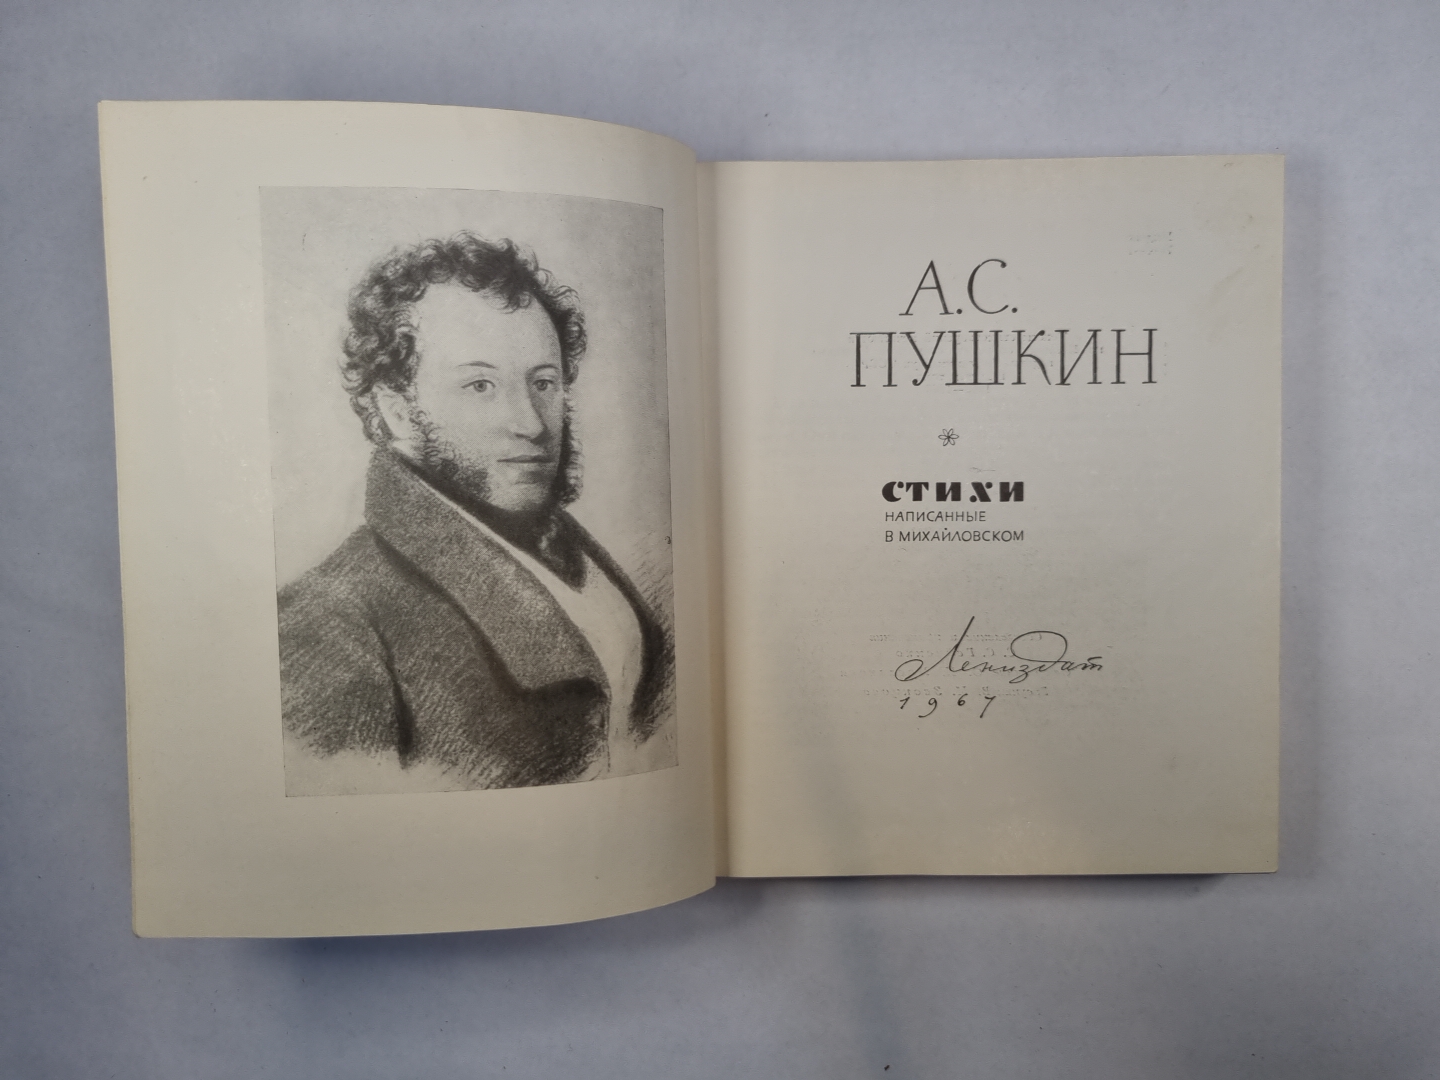 А.С.
ПУШКИН
СТИХИ
НАПИСАННЫЕ
В МИХАЙЛОВСКОМ
Лениздат
1967